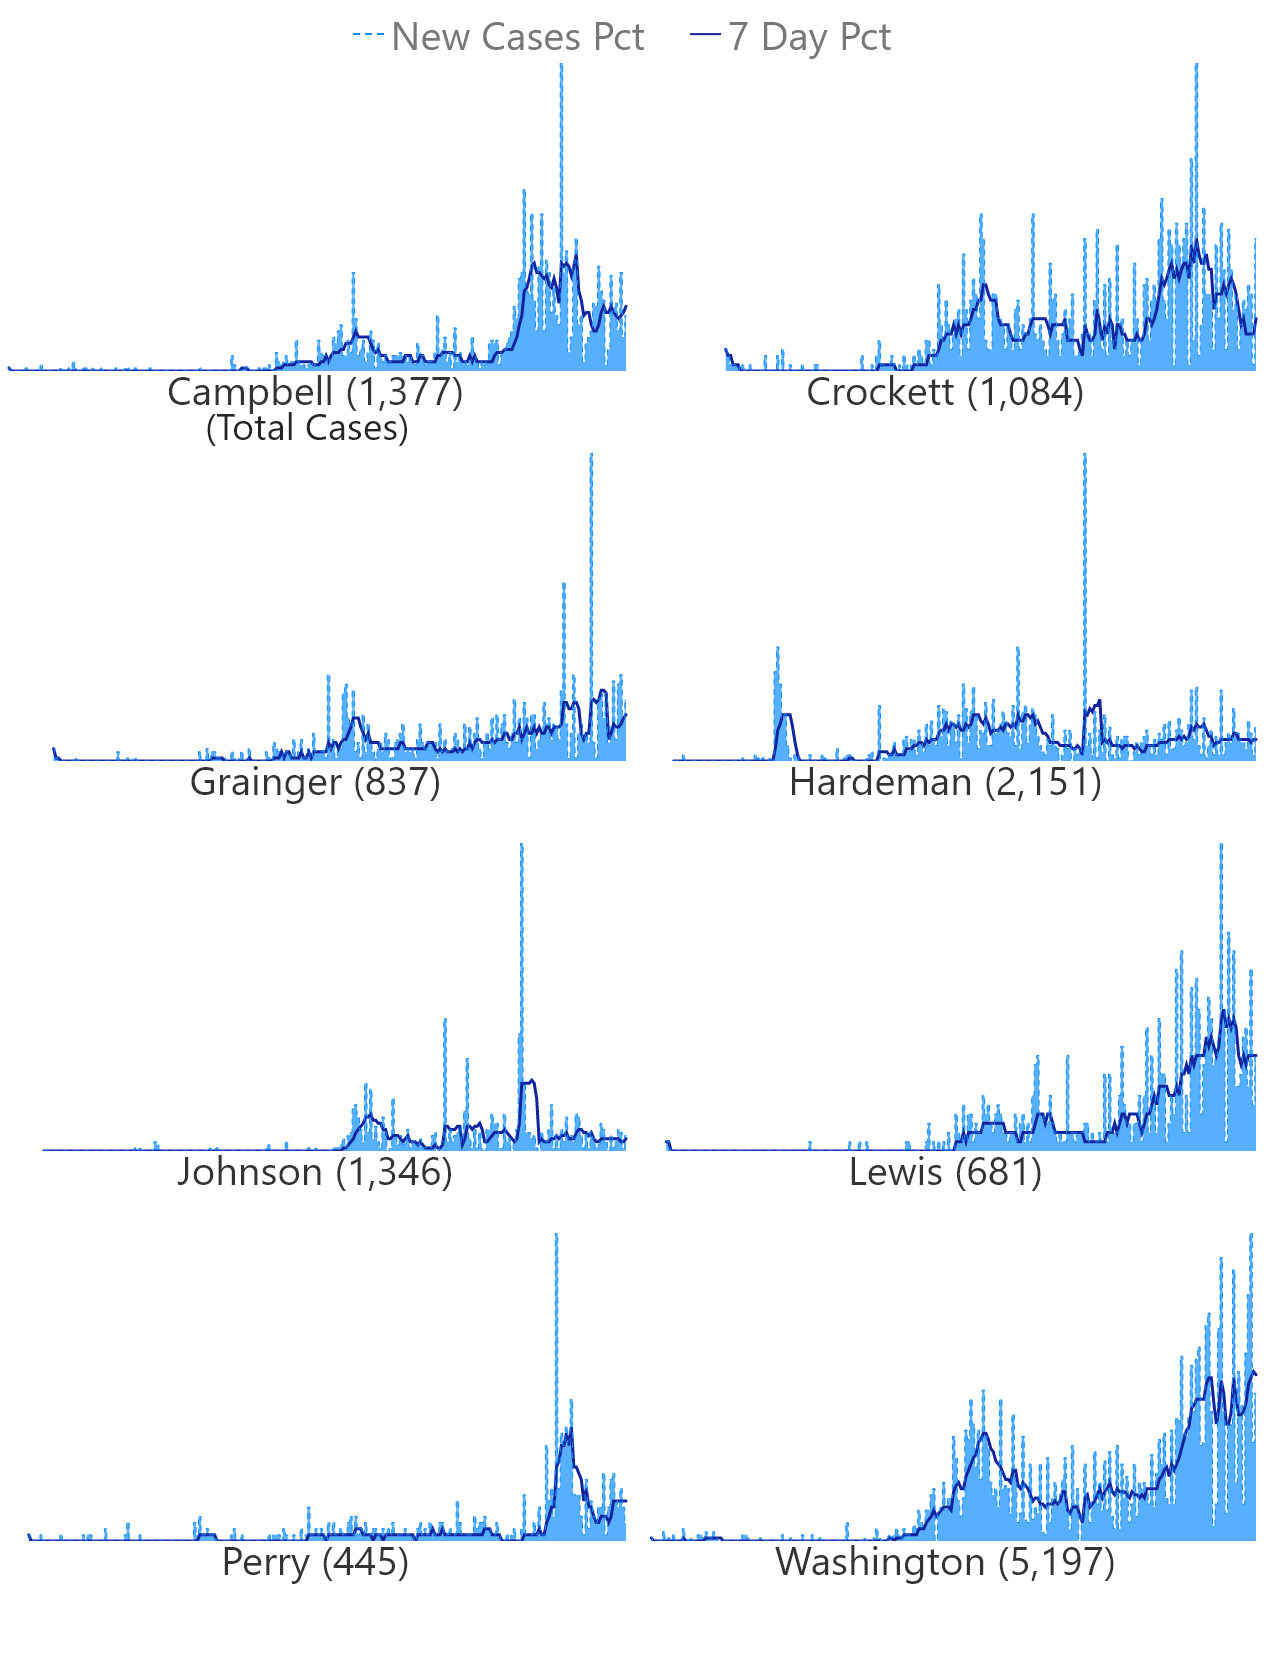 New Cases Pct 7 Day Pct
Campbell (1,377) Crockett (1,084)
(Total Cases)
Grainger (837) Hardeman (2,151)
Johnson (1,346) Lewis (681)
Perry (445) Washington (5,197)